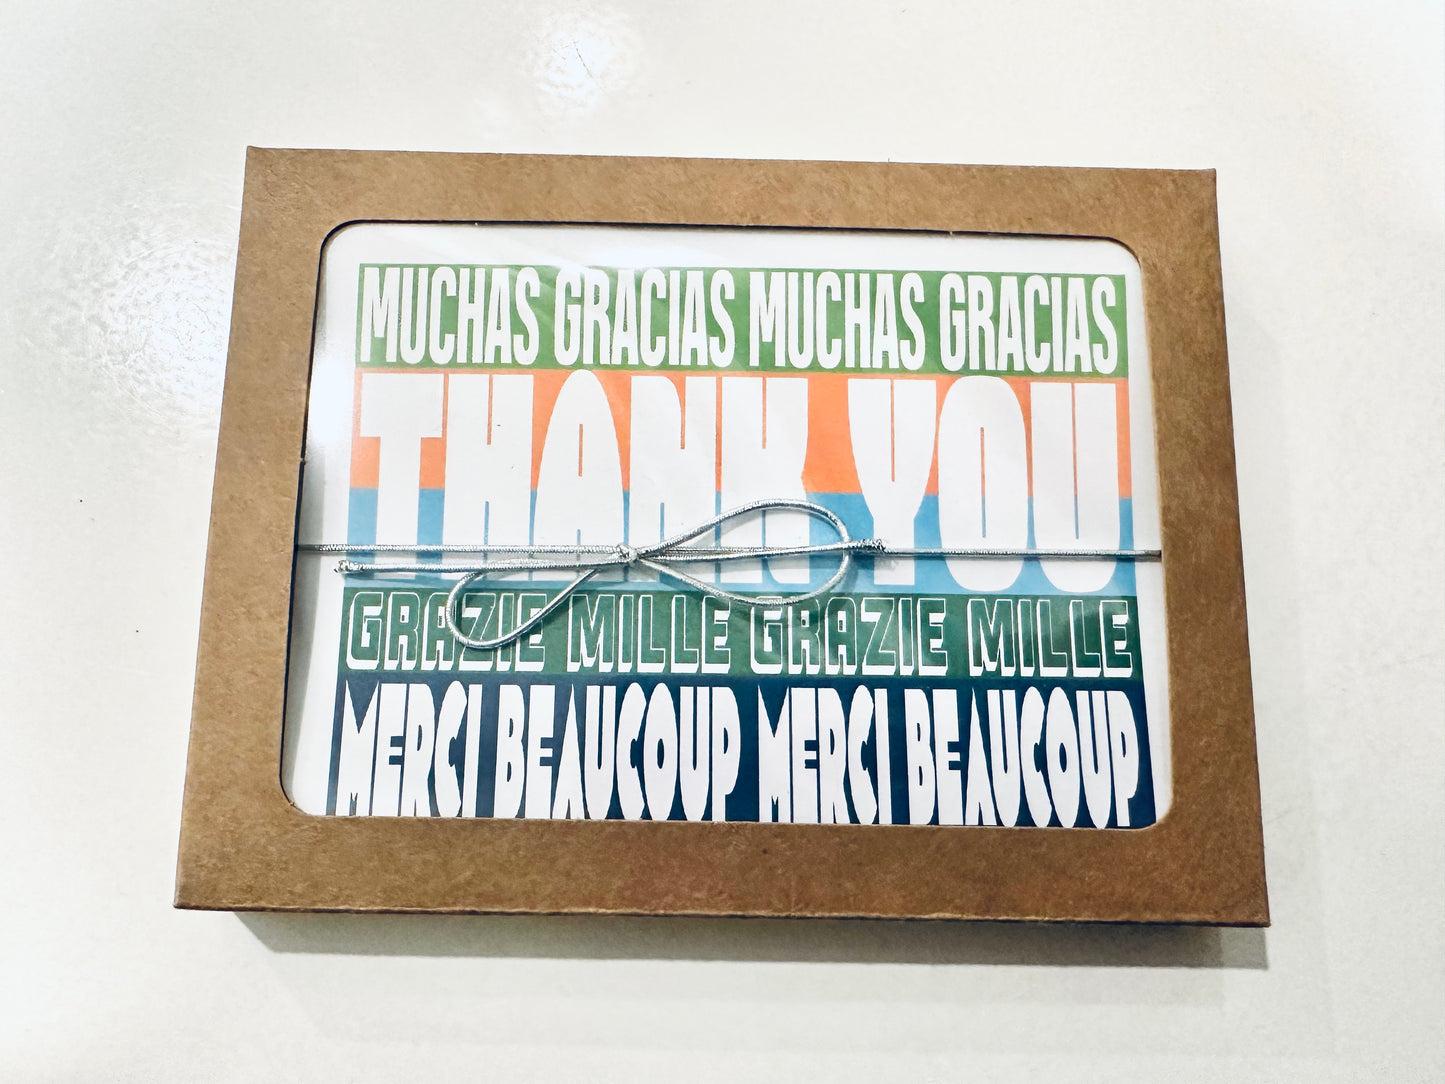 MUCHAS GRACIAS MUCHAS GRACIAS
THANK YOU
GRAZIE MILLE GRAZIE MILLE
MERCI BEAUCOUP MERCI BEAUCOUP